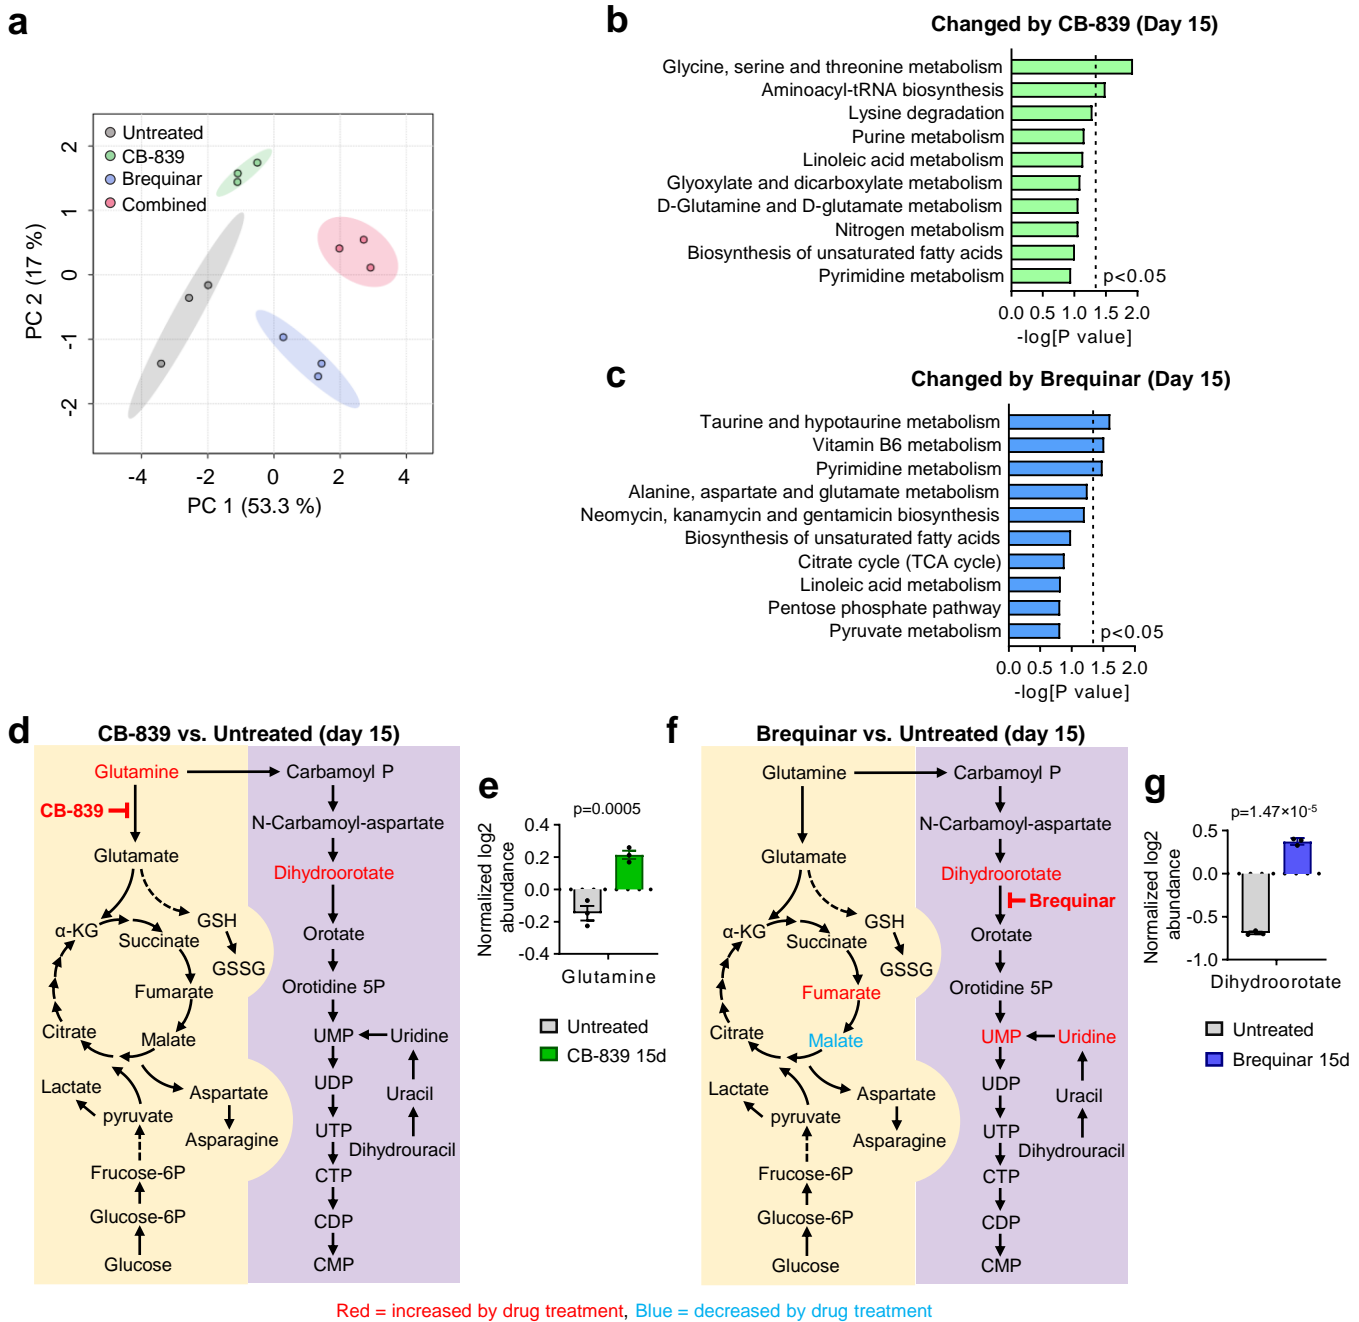 a
Untreated
CB-839
Brequinar
Combined
2
1
0
-1
-2
PC 2 (17 %)
-4
-2
0
2
4
PC 1 (53.3 %)
b
Changed by CB-839 (Day 15)
Glycine, serine and threonine metabolism
Aminoacyl-tRNA biosynthesis
Lysine degradation
Purine metabolism
Linoleic acid metabolism
Glyoxylate and dicarboxylate metabolism
D-Glutamine and D-glutamate metabolism
Nitrogen metabolism
Biosynthesis of unsaturated fatty acids
Pyrimidine metabolism
p<0.05
0.0 0.5 1.0 1.5 2.0
-log[P value]
c
Changed by Brequinar (Day 15)
Taurine and hypotaurine metabolism
Vitamin B6 metabolism
Pyrimidine metabolism
Alanine, aspartate and glutamate metabolism
Neomycin, kanamycin and gentamicin biosynthesis
Biosynthesis of unsaturated fatty acids
Citrate cycle (TCA cycle)
Linoleic acid metabolism
Pentose phosphate pathway
Pyruvate metabolism
p<0.05
0.0 0.5 1.0 1.5 2.0
-log[P value]
d
CB-839 vs. Untreated (day 15)
Glutamine
Carbamoyl P
CB-839
N-Carbamoyl-aspartate
Glutamate
Dihydroorotate
GSH
α-KG
Succinate
Orotate
GSSG
Fumarate
Orotidine 5P
Citrate
Malate
UMP
Uridine
Lactate
Aspartate
UDP
Uracil
pyruvate
Asparagine
UTP
Dihydrouracil
Frucose-6P
CTP
Glucose-6P
CDP
Glucose
CMP
e
p=0.0005
Normalized log2
abundance
0.4
0.2
0.0
-0.2
-0.4
Glutamine
Untreated
CB-839 15d
f
Brequinar vs. Untreated (day 15)
Glutamine
Carbamoyl P
N-Carbamoyl-aspartate
Glutamate
Dihydroorotate
Brequinar
GSH
α-KG
Succinate
Orotate
GSSG
Fumarate
Orotidine 5P
Citrate
Malate
UMP
Uridine
Lactate
Aspartate
UDP
Uracil
pyruvate
Asparagine
UTP
Dihydrouracil
Frucose-6P
CTP
Glucose-6P
CDP
Glucose
CMP
g
p=1.47×10-5
Normalized log2
abundance
0.5
0.0
-0.5
-1.0
Dihydoorotate
Untreated
Brequinar 15d
Red = increased by drug treatment, Blue = decreased by drug treatment